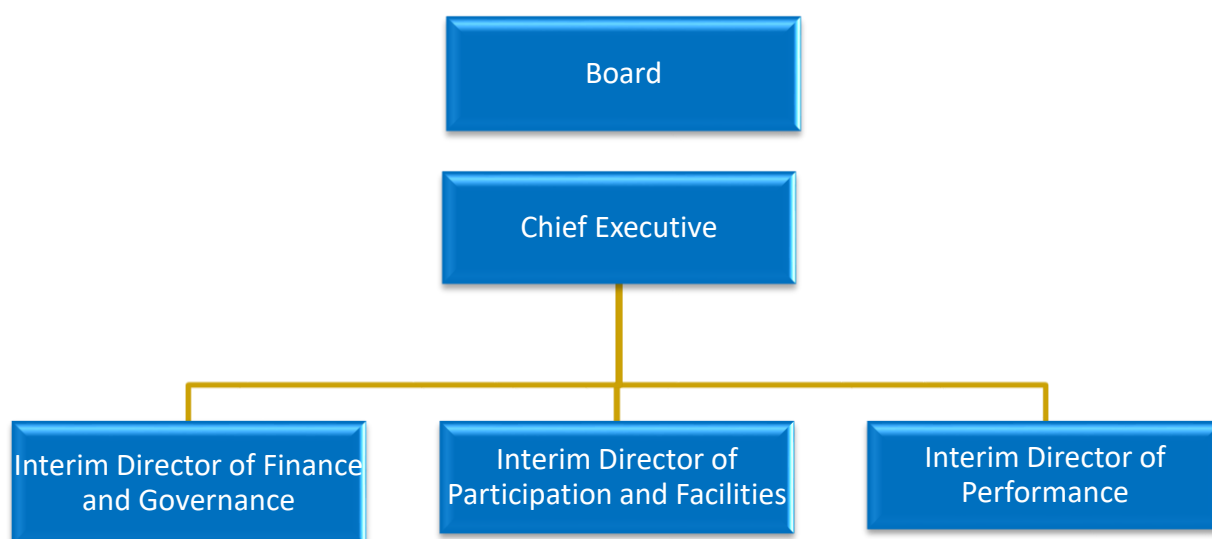 Board
Chief Executive
Interim Director of Finance
and Governance
Interim Director of
Participation and Facilities
Interim Director of
Performance